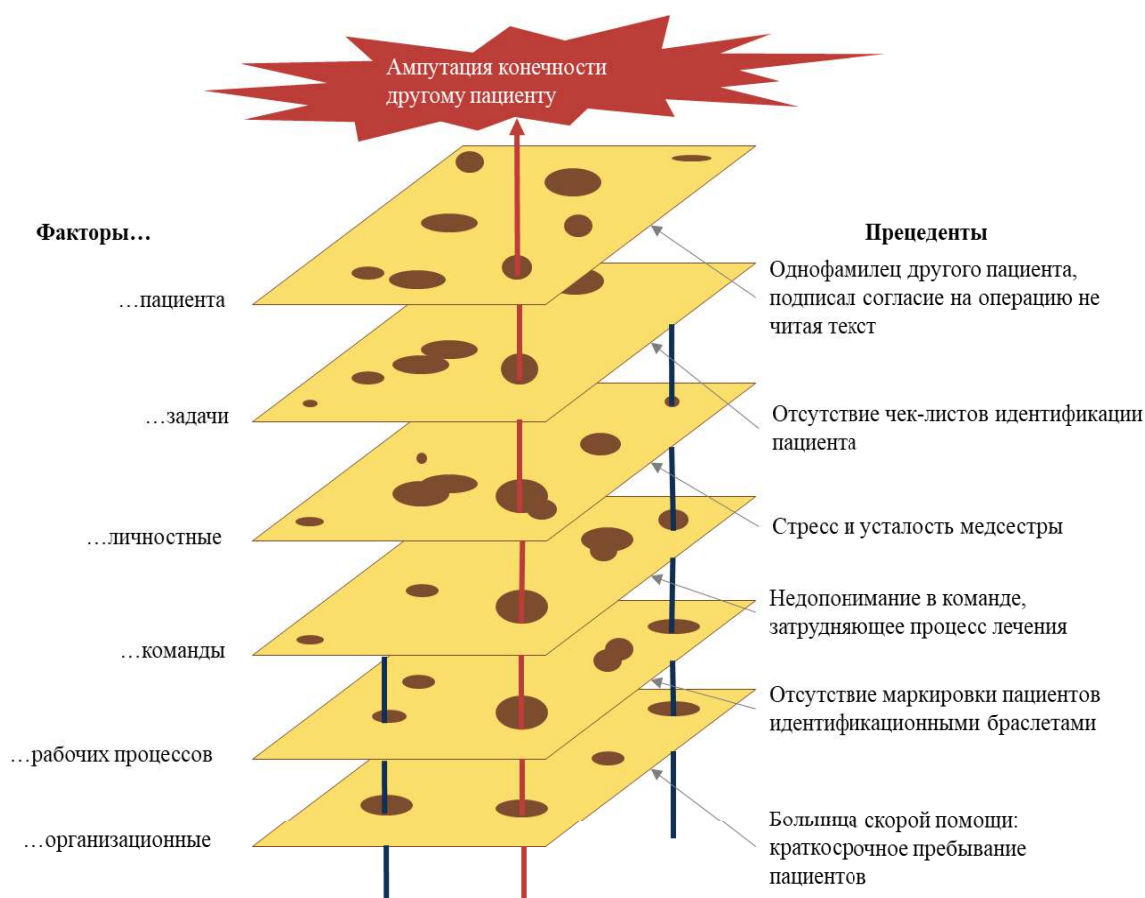 Ампутация конечности
другому пациенту
Факторы…
…пациента
…задачи
…личностные
…команды
…рабочих процессов
…организационные
Прецеденты
Однофамилец другого пациента,
подписал согласие на операцию не
читая текст
Отсутствие чек-листов идентификации
пациента
Стресс и усталость медсестры
Недопонимание в команде,
затрудняющее процесс лечения
Отсутствие маркировки пациентов
идентификационными браслетами
Больница скорой помощи:
краткосрочное пребывание
пациентов